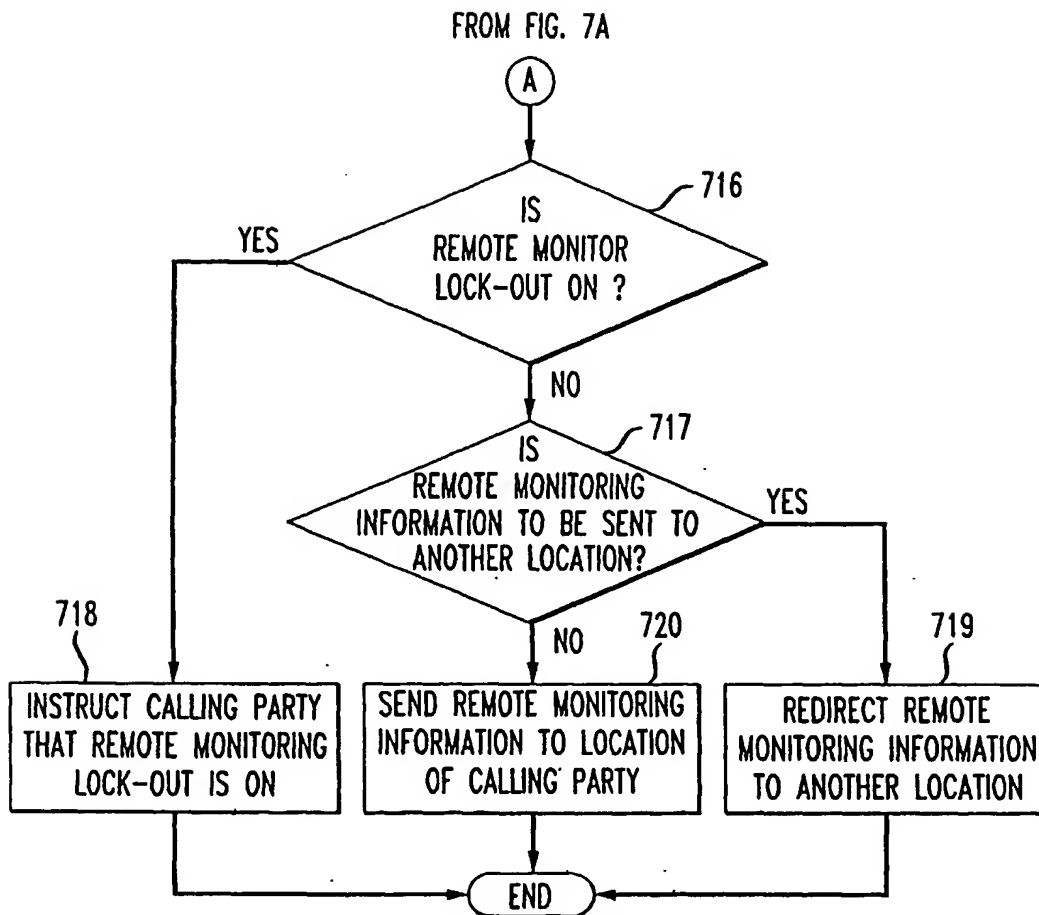 FROM FIG. 7A
A
716
IS
REMOTE MONITOR
LOCK-OUT ON ?
YES
NO
717
IS
REMOTE MONITORING
INFORMATION TO BE SENT TO
ANOTHER LOCATION?
YES
NO
718
INSTRUCT CALLING PARTY
THAT REMOTE MONITORING
LOCK-OUT IS ON
720
SEND REMOTE MONITORING
INFORMATION TO LOCATION
OF CALLING PARTY
719
REDIRECT REMOTE
MONITORING INFORMATION
TO ANOTHER LOCATION
END